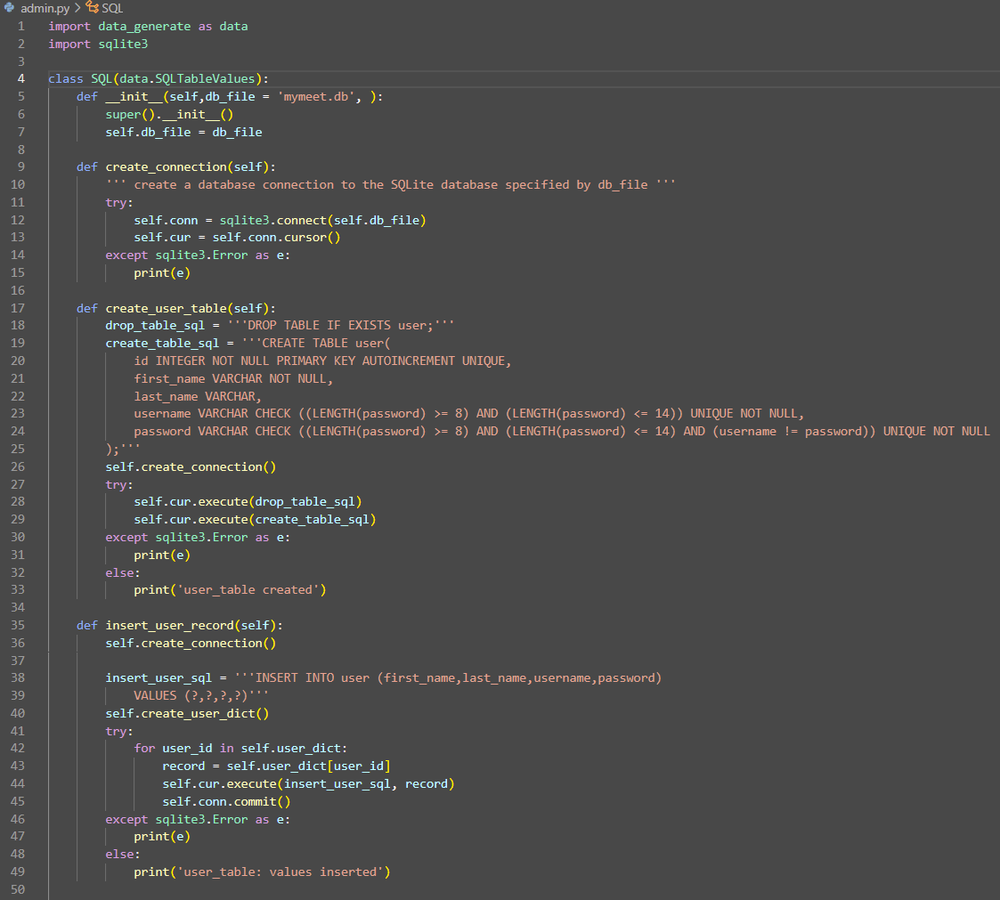 admin.py > SQL
1 import data_generate as data
2 import sqlite3
3
4 class SQL(data.SQLTableValues):
5     def __init__(self,db_file = 'mymeet.db', ):
6         super().__init__()
7         self.db_file = db_file
8
9     def create_connection(self):
10         ''' create a database connection to the SQLite database specified by db_file '''
11         try:
12             self.conn = sqlite3.connect(self.db_file)
13             self.cur = self.conn.cursor()
14         except sqlite3.Error as e:
15             print(e)
16
17     def create_user_table(self):
18         drop_table_sql = '''DROP TABLE IF EXISTS user;'''
19         create_table_sql = '''CREATE TABLE user(
20             id INTEGER NOT NULL PRIMARY KEY AUTOINCREMENT UNIQUE,
21             first_name VARCHAR NOT NULL,
22             last_name VARCHAR,
23             username VARCHAR CHECK ((LENGTH(password) >= 8) AND (LENGTH(password) <= 14)) UNIQUE NOT NULL,
24             password VARCHAR CHECK ((LENGTH(password) >= 8) AND (LENGTH(password) <= 14) AND (username != password)) UNIQUE NOT NULL
25         );'''
26         self.create_connection()
27         try:
28             self.cur.execute(drop_table_sql)
29             self.cur.execute(create_table_sql)
30         except sqlite3.Error as e:
31             print(e)
32         else:
33             print('user_table created')
34
35     def insert_user_record(self):
36         self.create_connection()
37
38         insert_user_sql = '''INSERT INTO user (first_name,last_name,username,password)
39             VALUES (?,?,?,?)'''
40         self.create_user_dict()
41         try:
42             for user_id in self.user_dict:
43                 record = self.user_dict[user_id]
44                 self.cur.execute(insert_user_sql, record)
45                 self.conn.commit()
46         except sqlite3.Error as e:
47             print(e)
48         else:
49             print('user_table: values inserted')
50